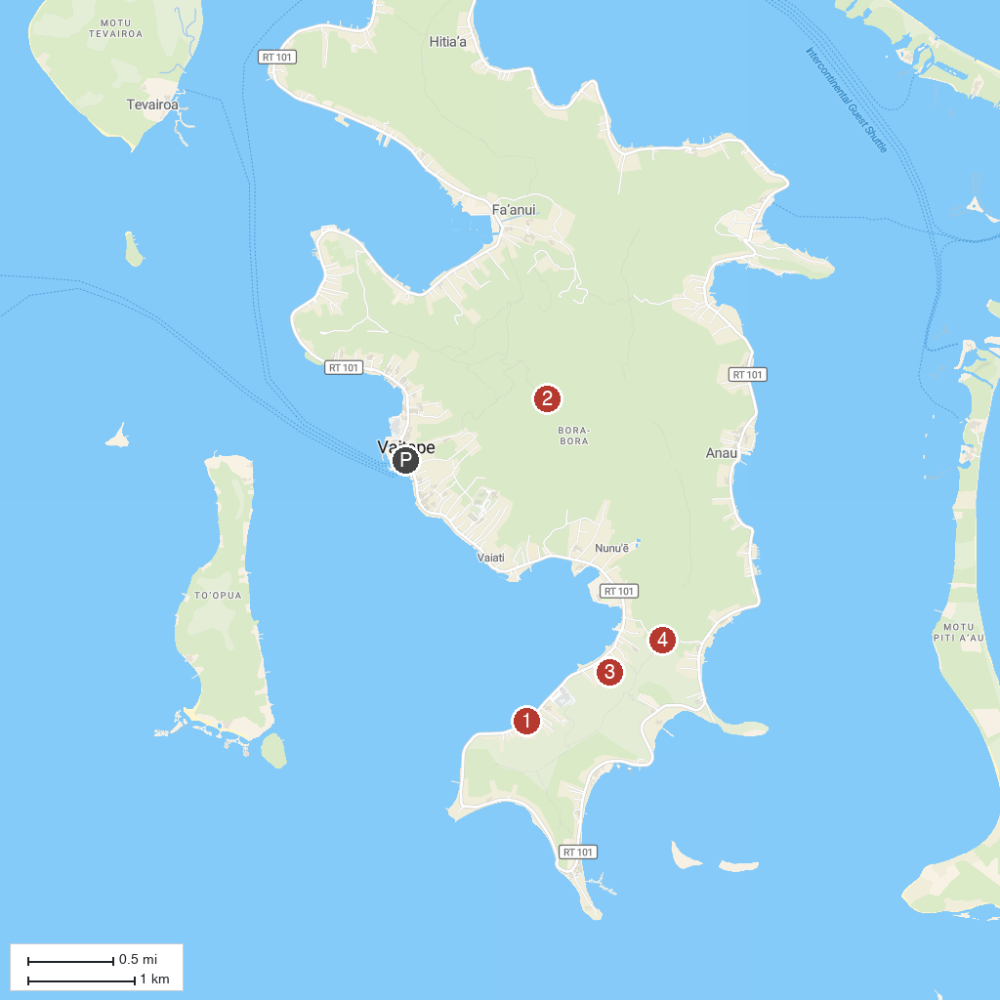 MOTU
TEVAIROA
Hitia'a
RT 101
Intercontinental Guest Shuttle
Tevairoa
Fa'anui
RT 101
RT 101
2
BORA-
BORA
Vaitape
P
Anau
Nunu'ē
Vaiati
RT 101
TO'OPUA
MOTU
PITI A'AU
4
3
1
RT 101
0.5 mi
1 km